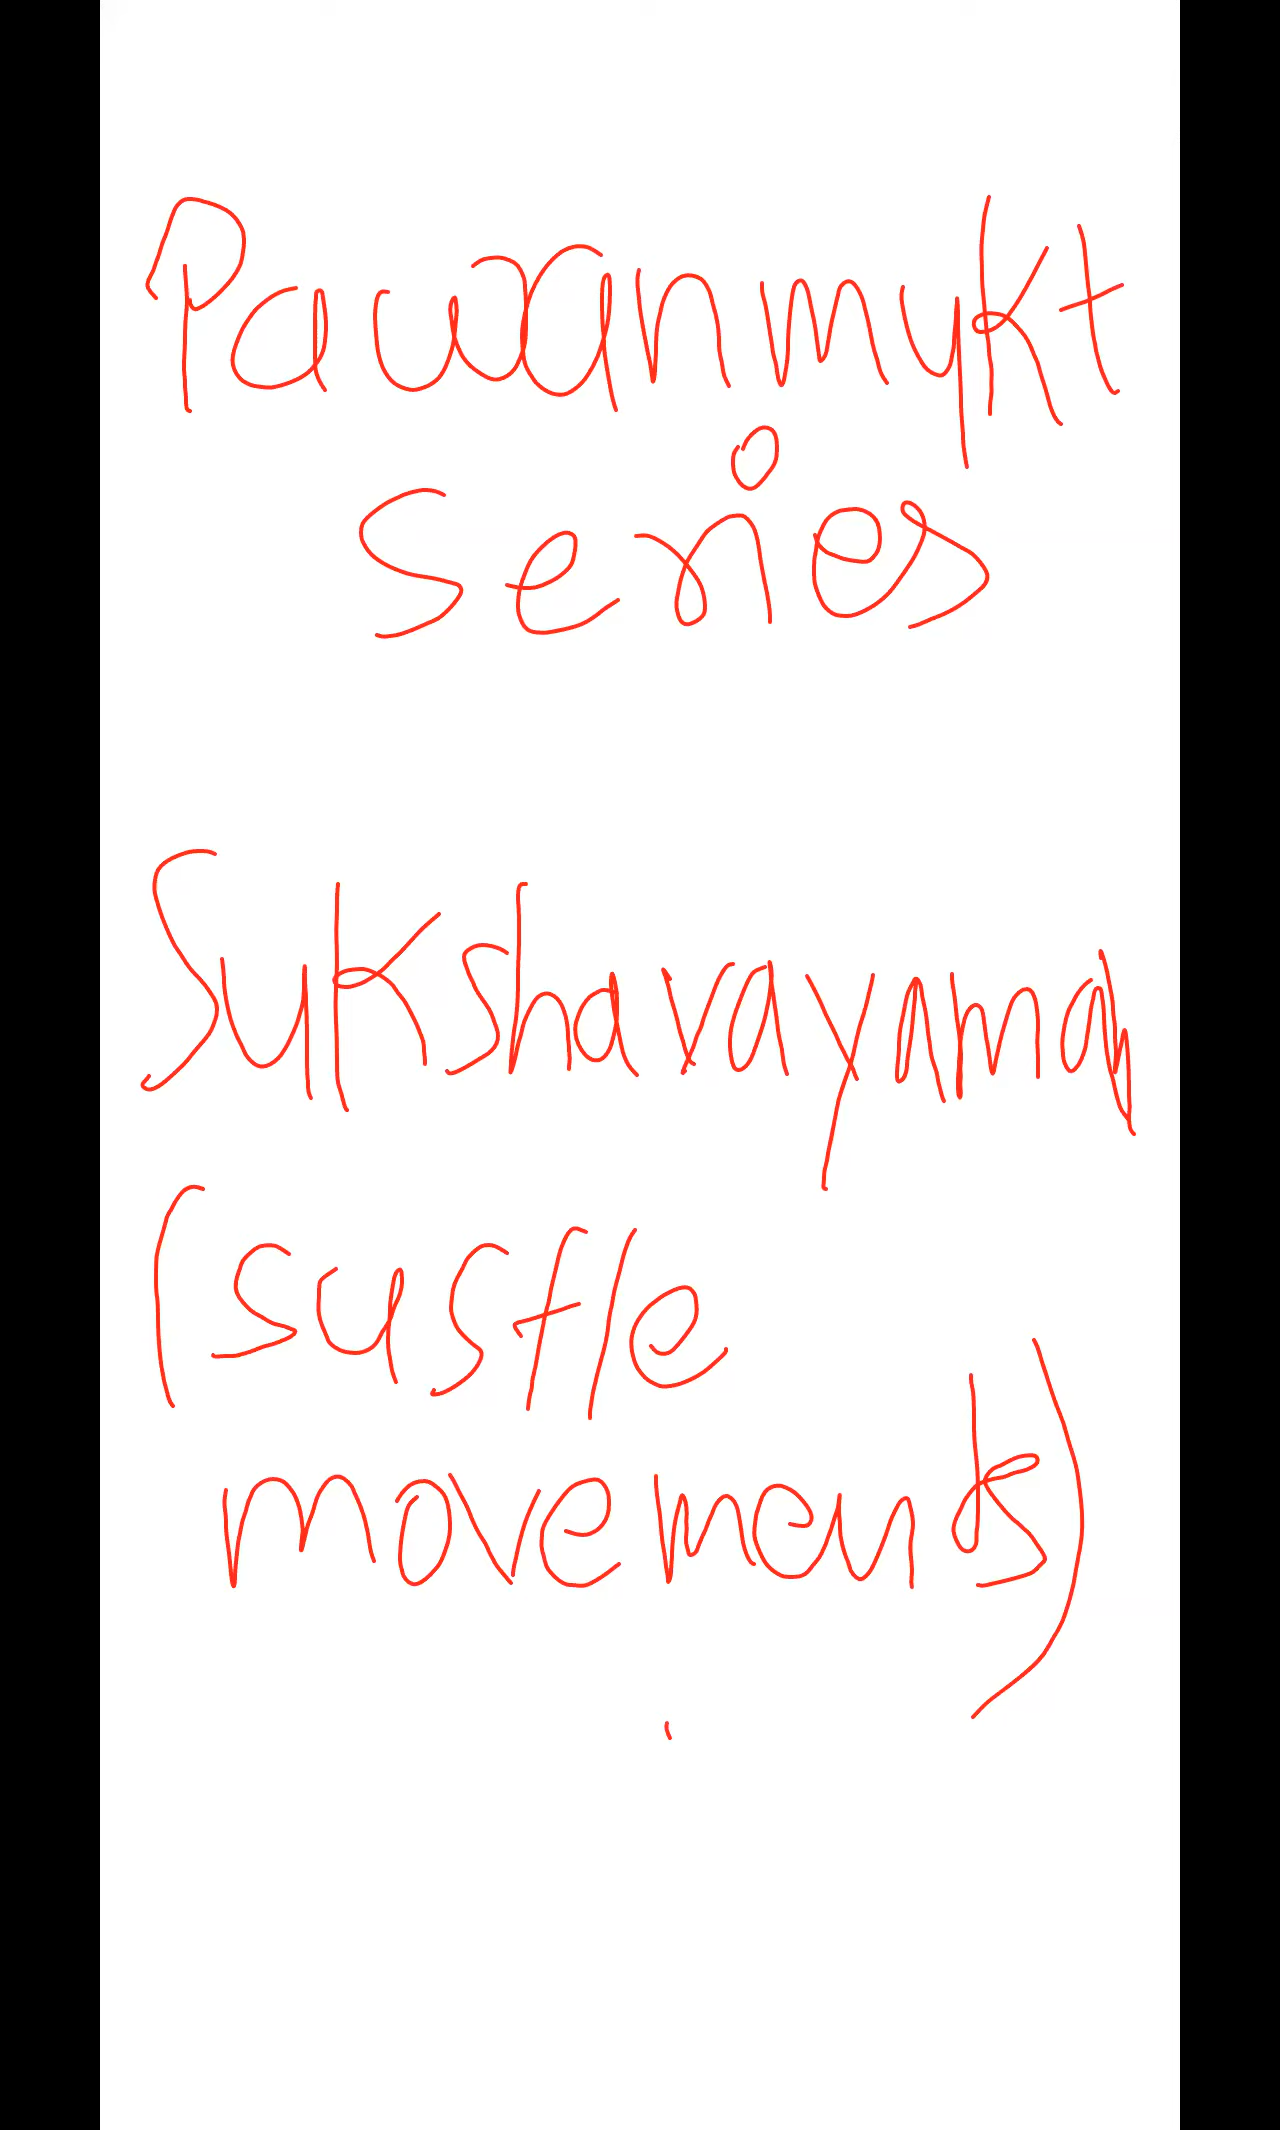 Pawanmukt
series
Sukshavayama
(sustle
movements)